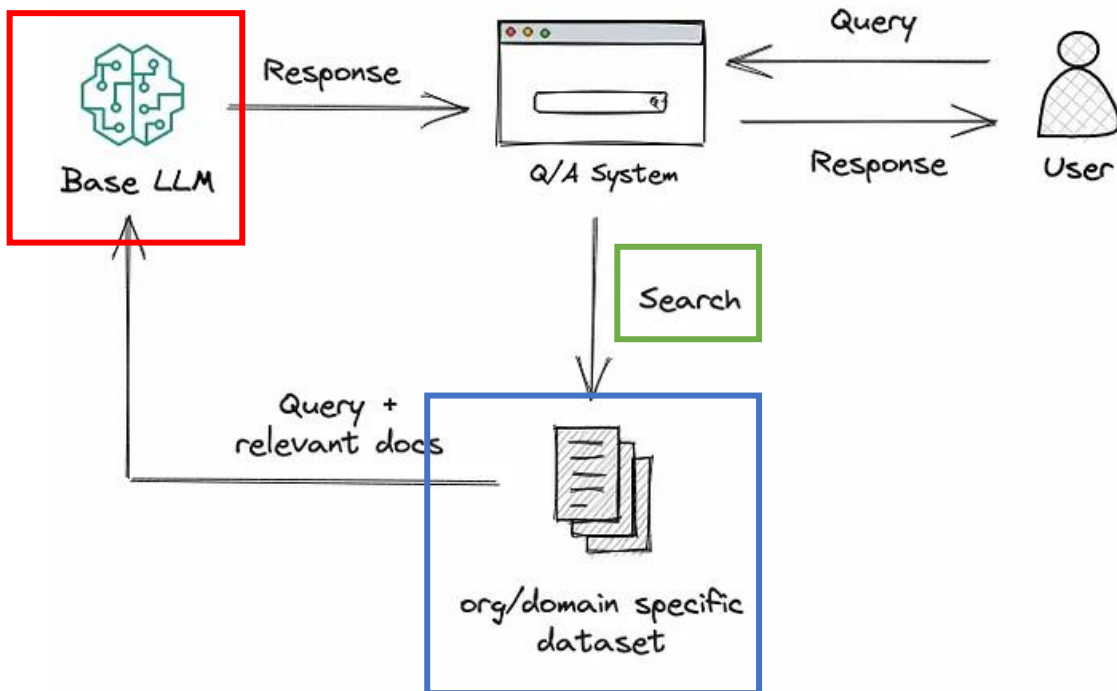 Query
Response
Base LLM
Q/A System
Response
User
Search
Query +
relevant docs
org/domain specific
dataset